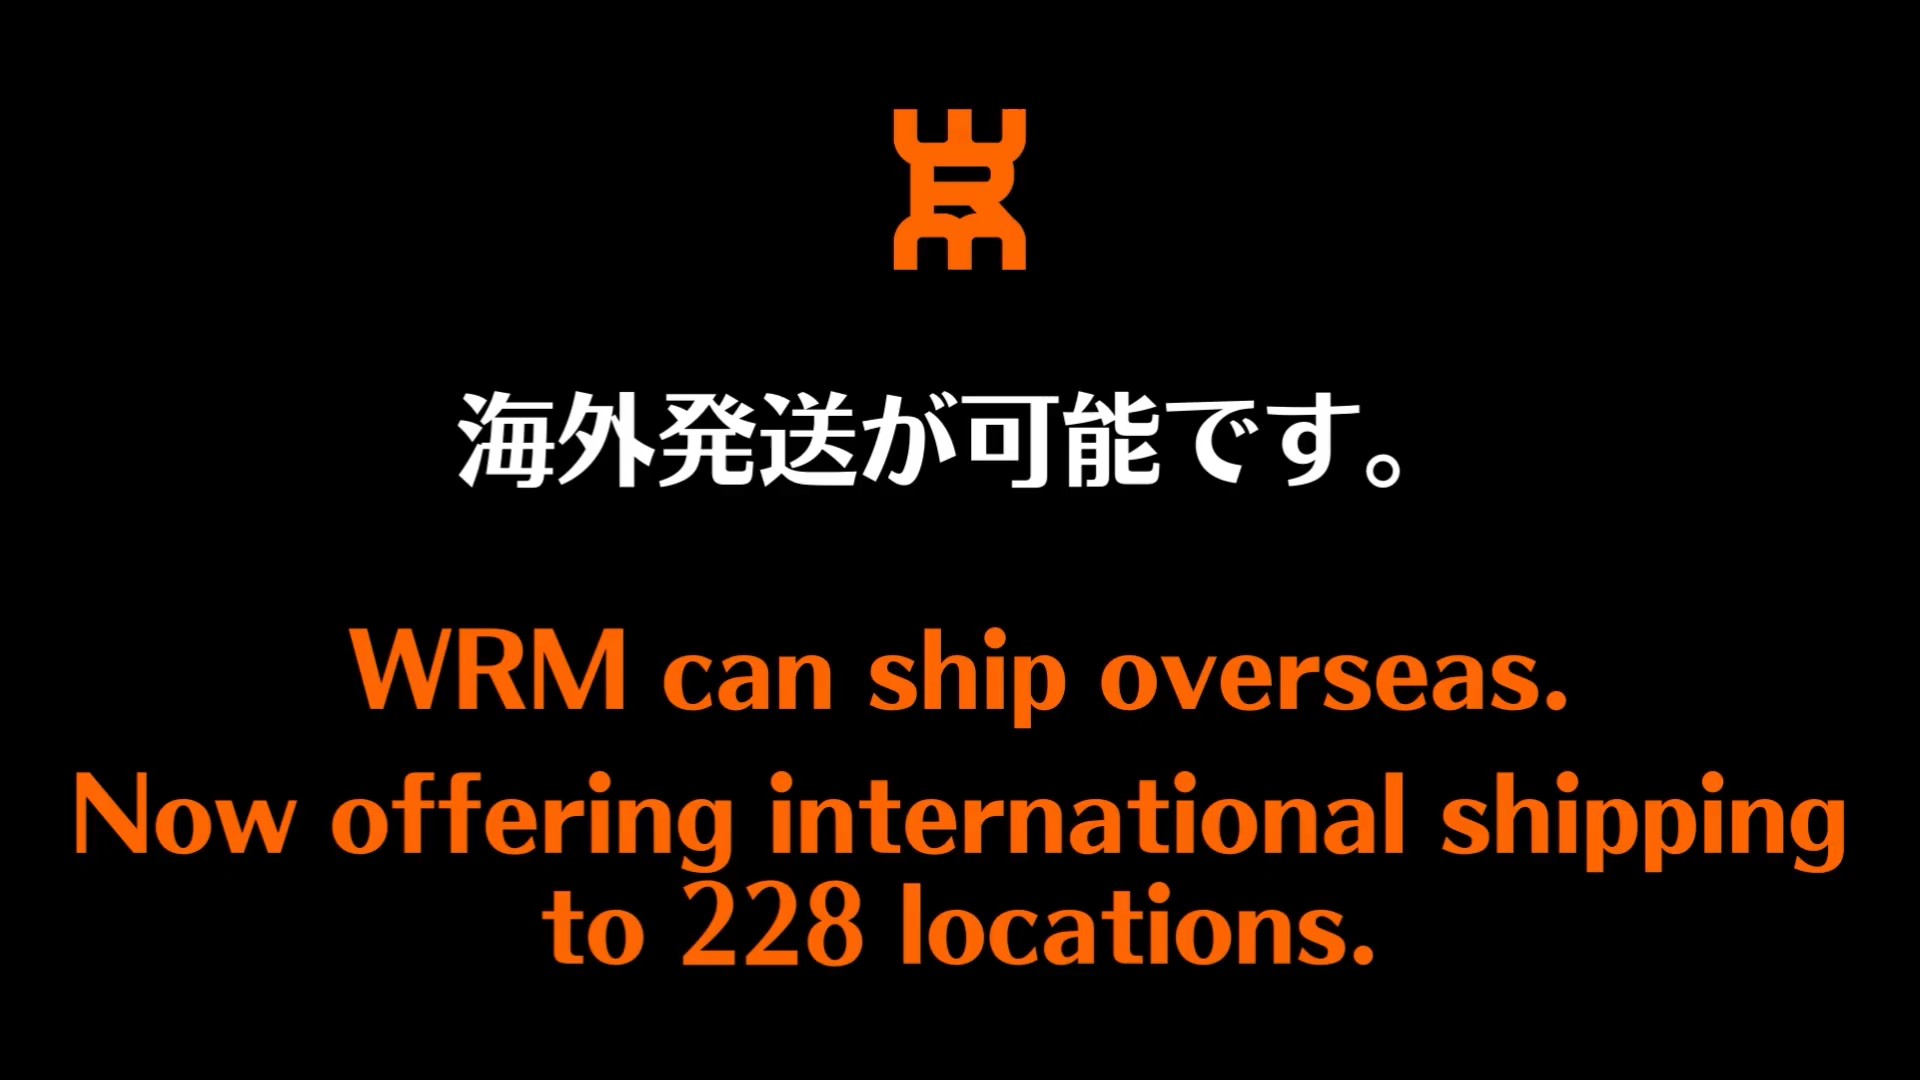 海外発送が可能です。
WRM can ship overseas.
Now offering international shipping
to 228 locations.